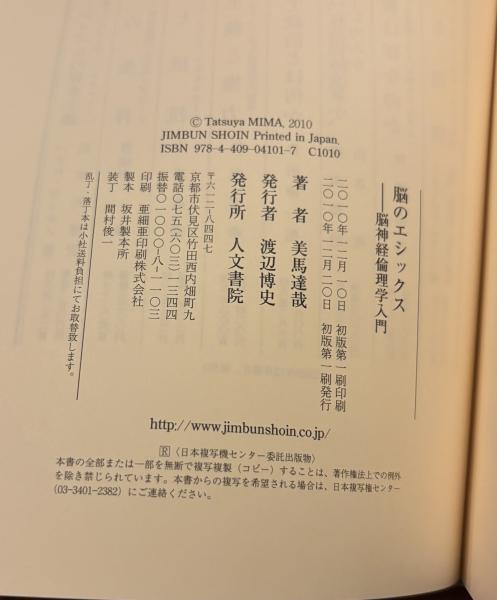 © Tatsuya MIMA, 2010
JIMBUN SHOIN Printed in Japan.
ISBN 978-4-409-04101-7 C1010
脳のエシックス
――脳神経倫理学入門
二〇一〇年一二月一〇日 初版第一刷印刷
二〇一〇年一二月二〇日 初版第一刷発行
著 者 美馬達哉
発行者 渡辺博史
発行所 人文書院
〒六一二-八四四七
京都市伏見区竹田西内畑町九
電話〇七五(六〇三)一三四四
振替〇一〇〇〇-八-一一〇三
印刷 亜細亜印刷株式会社
製本 坂井製本所
装丁 間村俊一
乱丁・落丁本は小社送料負担にてお取替致します。
http://www.jimbunshoin.co.jp/
R〈日本複写権センター委託出版物〉
本書の全部または一部を無断で複写複製(コピー)することは、著作権法上での例外
を除き禁じられています。本書からの複写を希望される場合は、日本複写権センター
(03-3401-2382)にご連絡ください。